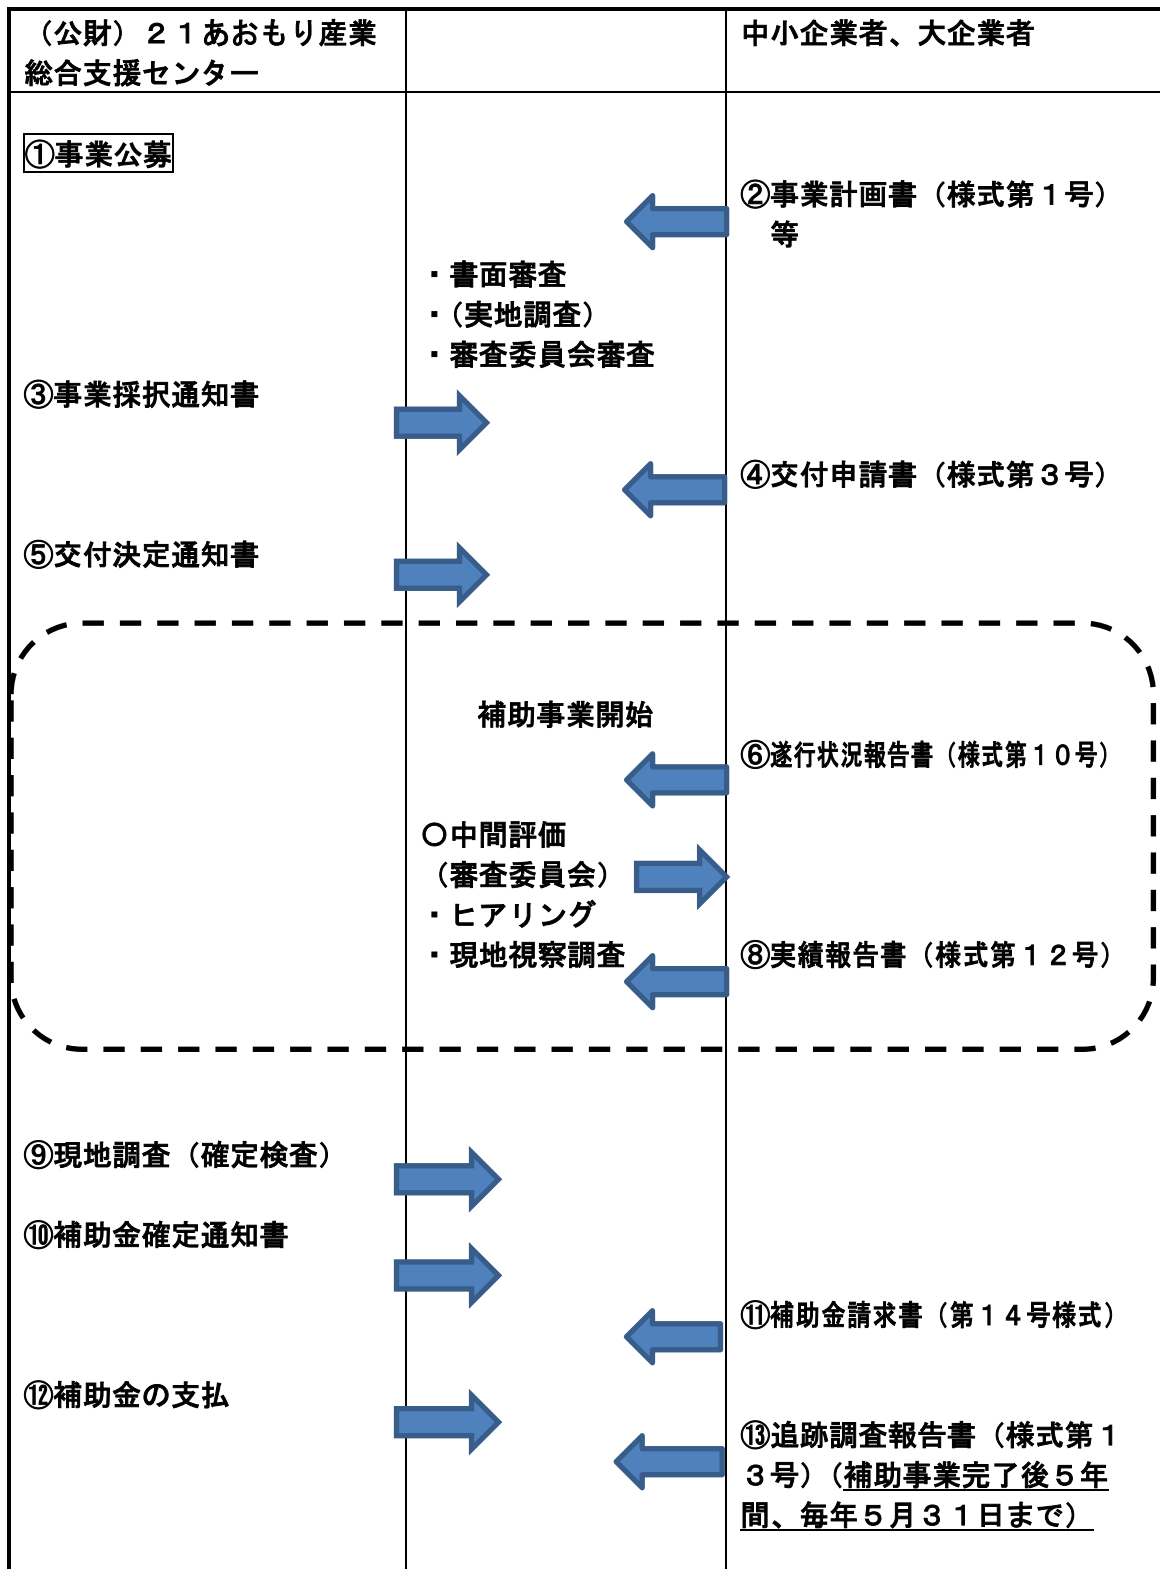 （公財）２１あおもり産業
総合支援センター
中小企業者、大企業者
①事業公募
②事業計画書（様式第１号）
等
・書面審査
・（実地調査）
・審査委員会審査
③事業採択通知書
④交付申請書（様式第３号）
⑤交付決定通知書
補助事業開始
⑥遂行状況報告書（様式第１０号）
〇中間評価
（審査委員会）
・ヒアリング
・現地視察調査
⑧実績報告書（様式第１２号）
⑨現地調査（確定検査）
⑩補助金確定通知書
⑪補助金請求書（第１４号様式）
⑫補助金の支払
⑬追跡調査報告書（様式第１
３号）（補助事業完了後５年
間、毎年５月３１日まで）